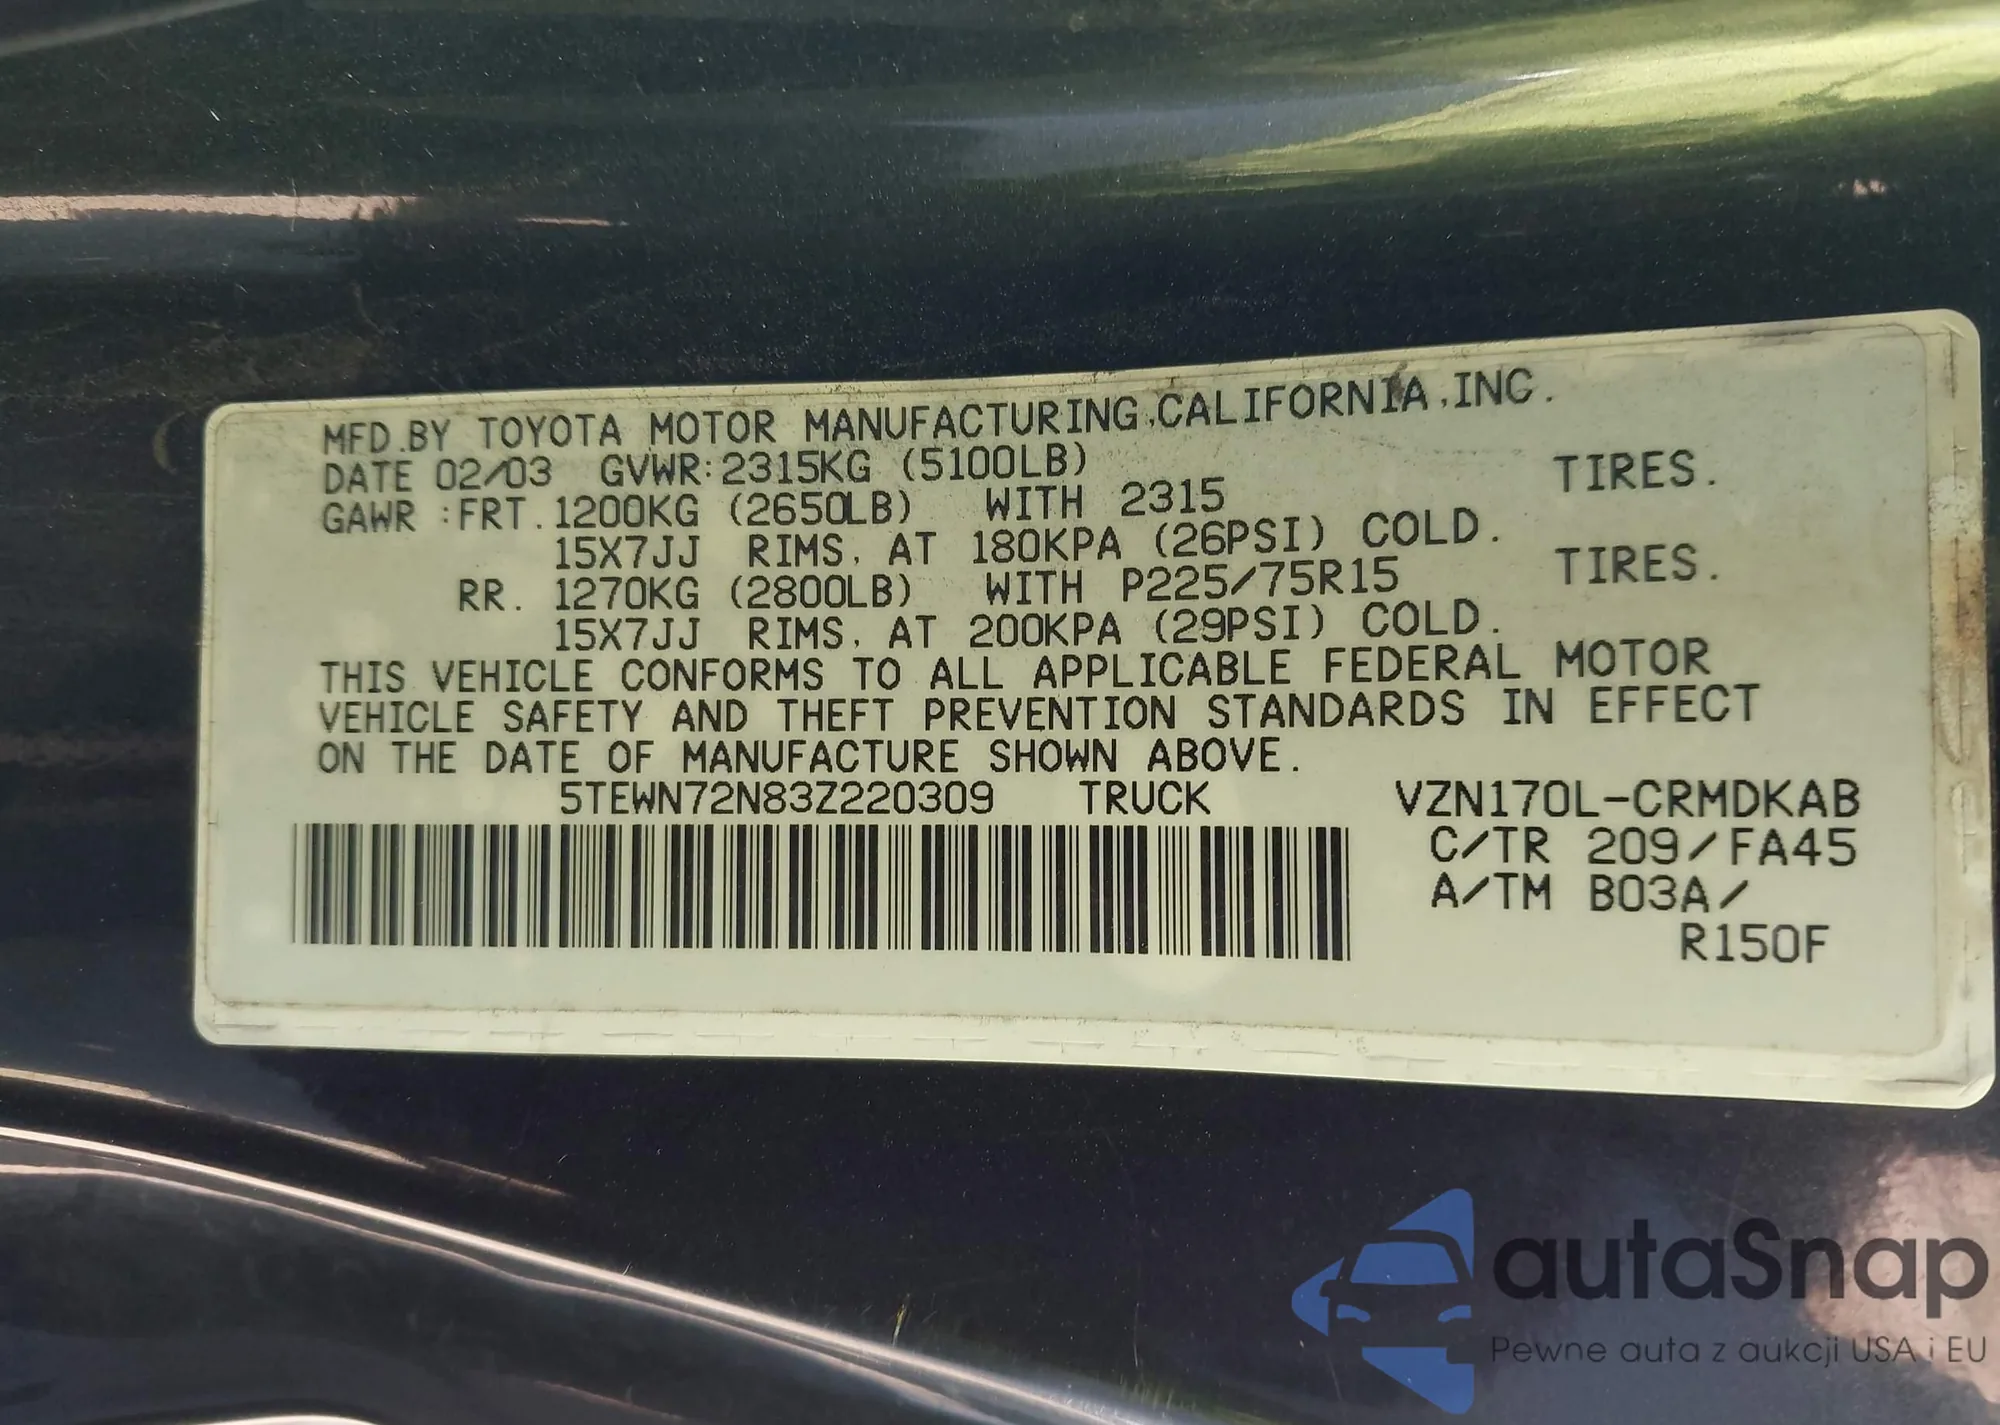 MFD.BY TOYOTA MOTOR MANUFACTURING,CALIFORNIA,INC.
DATE 02/03 GVWR:2315KG (5100LB)
GAWR :FRT. 1200KG (2650LB) WITH 2315 TIRES.
15X7JJ RIMS, AT 180KPA (26PSI) COLD.
RR. 1270KG (2800LB) WITH P225/75R15 TIRES.
15X7JJ RIMS, AT 200KPA (29PSI) COLD.
THIS VEHICLE CONFORMS TO ALL APPLICABLE FEDERAL MOTOR
VEHICLE SAFETY AND THEFT PREVENTION STANDARDS IN EFFECT
ON THE DATE OF MANUFACTURE SHOWN ABOVE.
5TEWN72N83Z220309 TRUCK VZN170L-CRMDKAB
C/TR 209/FA45
A/TM B03A/
R150F
autaSnap
Pewne auta z aukcji USA i EU